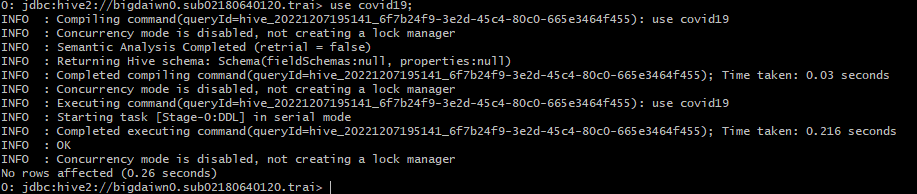 0: jdbc:hive2://bigdaiwn0.sub02180640120.trai> use covid19;
INFO  : Compiling command(queryId=hive_20221207195141_6f7b24f9-3e2d-45c4-80c0-665e3464f455): use covid19
INFO  : Concurrency mode is disabled, not creating a lock manager
INFO  : Semantic Analysis Completed (retrial = false)
INFO  : Returning Hive schema: Schema(fieldSchemas:null, properties:null)
INFO  : Completed compiling command(queryId=hive_20221207195141_6f7b24f9-3e2d-45c4-80c0-665e3464f455); Time taken: 0.03 seconds
INFO  : Concurrency mode is disabled, not creating a lock manager
INFO  : Executing command(queryId=hive_20221207195141_6f7b24f9-3e2d-45c4-80c0-665e3464f455): use covid19
INFO  : Starting task [Stage-0:DDL] in serial mode
INFO  : Completed executing command(queryId=hive_20221207195141_6f7b24f9-3e2d-45c4-80c0-665e3464f455); Time taken: 0.216 seconds
INFO  : OK
INFO  : Concurrency mode is disabled, not creating a lock manager
No rows affected (0.26 seconds)
0: jdbc:hive2://bigdaiwn0.sub02180640120.trai>